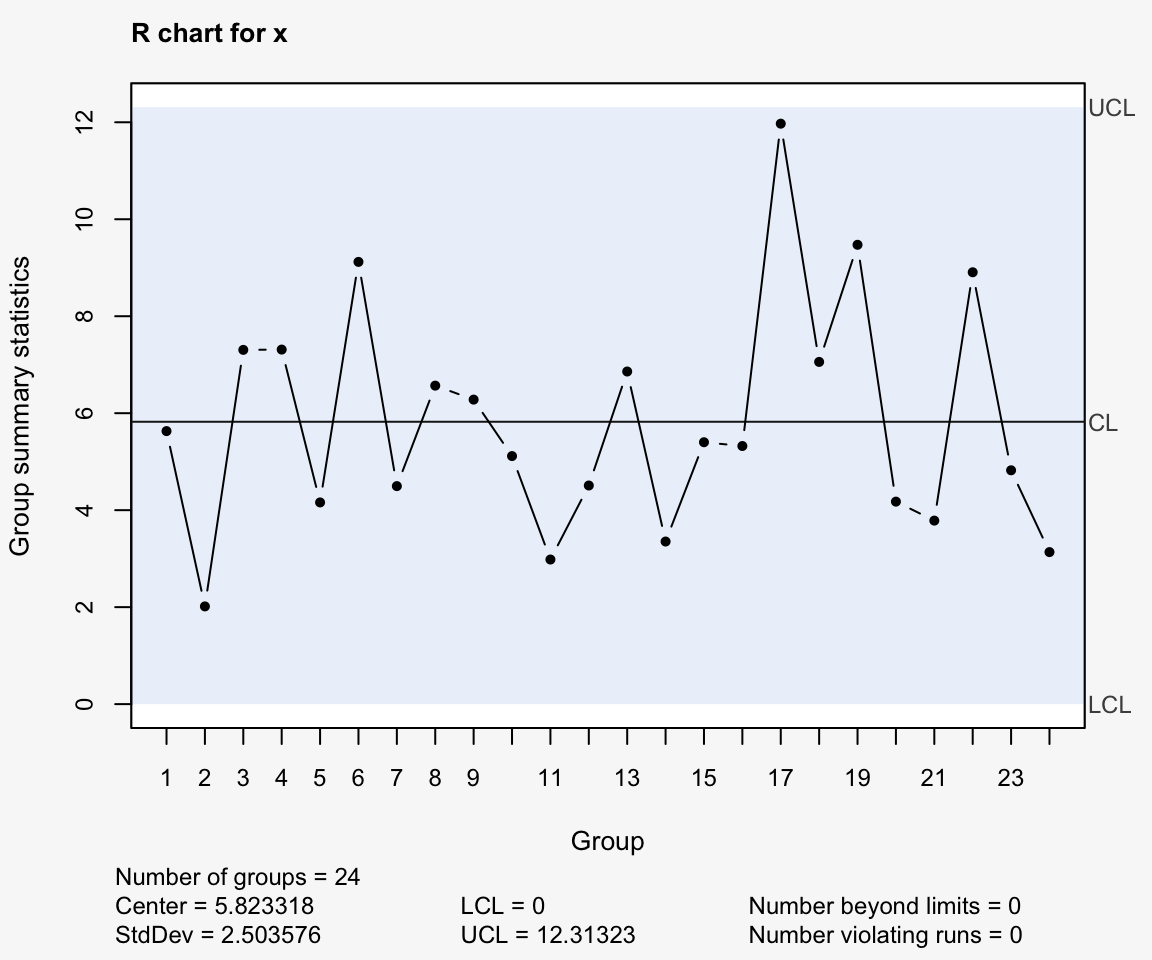 R chart for x
UCL
12
10
8
6
CL
4
2
0
LCL
Group summary statistics
1 2 3 4 5 6 7 8 9 11 13 15 17 19 21 23
Group
Number of groups = 24
Center = 5.823318 LCL = 0 Number beyond limits = 0
StdDev = 2.503576 UCL = 12.31323 Number violating runs = 0